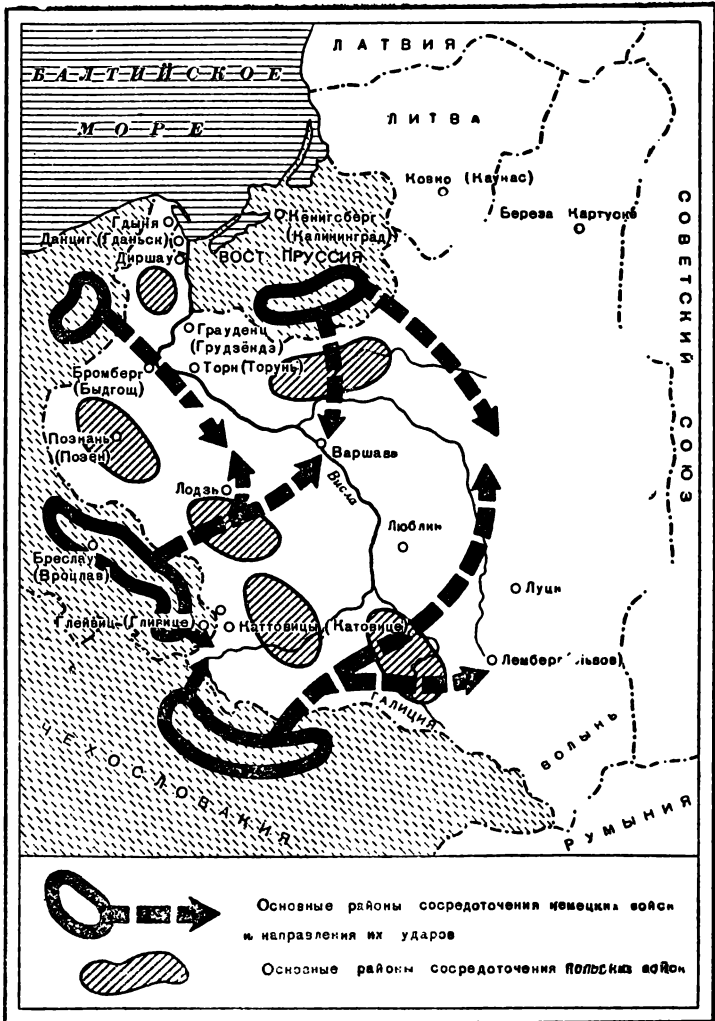 ЛАТВИЯ
БАЛТИЙСКОЕ
МОРЕ
ЛИТВА
Ковно (Каунас)
Береза Картуска
СОВЕТСКИЙ СОЮЗ
Гдыня
Данциг (Гданьск)
Диршау
Кёнигсберг
(Калининград)
ВОСТ ПРУССИЯ
Грауденц
(Грудзёндз)
Торн (Торунь)
Бромберг
(Быдгощ)
Познань
(Позен)
Варшава
Висла
Лодзь
Люблин
Бреслау
(Вроцлав)
Луцк
Глейвиц (Гливице)
Каттовицы (Катовице)
Лемберг (Львов)
ГАЛИЦИЯ
ВОЛЫНЬ
ЧЕХОСЛОВАКИЯ
РУМЫНИЯ
Основные районы сосредоточения немецких войск
и направления их ударов
Основные районы сосредоточения польских войск